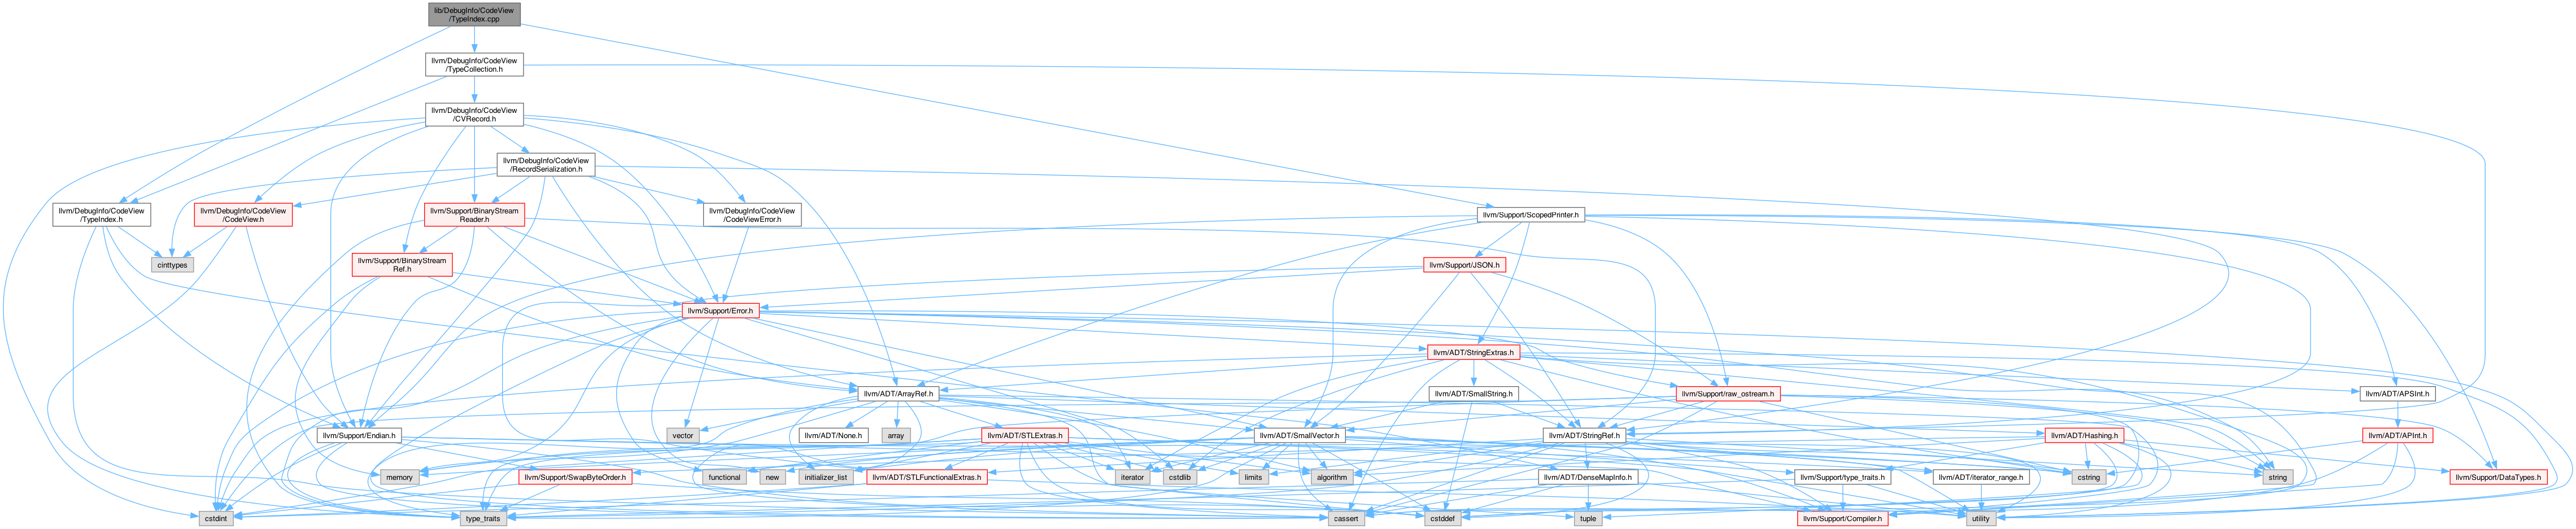 lib/DebugInfo/CodeView
/TypeIndex.cpp
llvm/DebugInfo/CodeView
/TypeCollection.h
llvm/DebugInfo/CodeView
/CVRecord.h
llvm/DebugInfo/CodeView
/RecordSerialization.h
llvm/DebugInfo/CodeView
/TypeIndex.h
llvm/DebugInfo/CodeView
/CodeView.h
llvm/Support/BinaryStream
Reader.h
llvm/DebugInfo/CodeView
/CodeViewError.h
llvm/Support/ScopedPrinter.h
cinttypes
llvm/Support/BinaryStream
Ref.h
llvm/Support/JSON.h
llvm/Support/Error.h
llvm/ADT/StringExtras.h
llvm/ADT/ArrayRef.h
llvm/ADT/SmallString.h
llvm/Support/raw_ostream.h
llvm/ADT/APSInt.h
llvm/Support/Endian.h
vector
llvm/ADT/None.h
array
llvm/ADT/STLExtras.h
llvm/ADT/SmallVector.h
llvm/ADT/StringRef.h
llvm/ADT/Hashing.h
llvm/ADT/APInt.h
memory
llvm/Support/SwapByteOrder.h
functional
new
initializer_list
llvm/ADT/STLFunctionalExtras.h
iterator
cstdlib
limits
algorithm
llvm/ADT/DenseMapInfo.h
llvm/Support/type_traits.h
llvm/ADT/iterator_range.h
cstring
string
llvm/Support/DataTypes.h
cstdint
type_traits
cassert
cstddef
tuple
llvm/Support/Compiler.h
utility